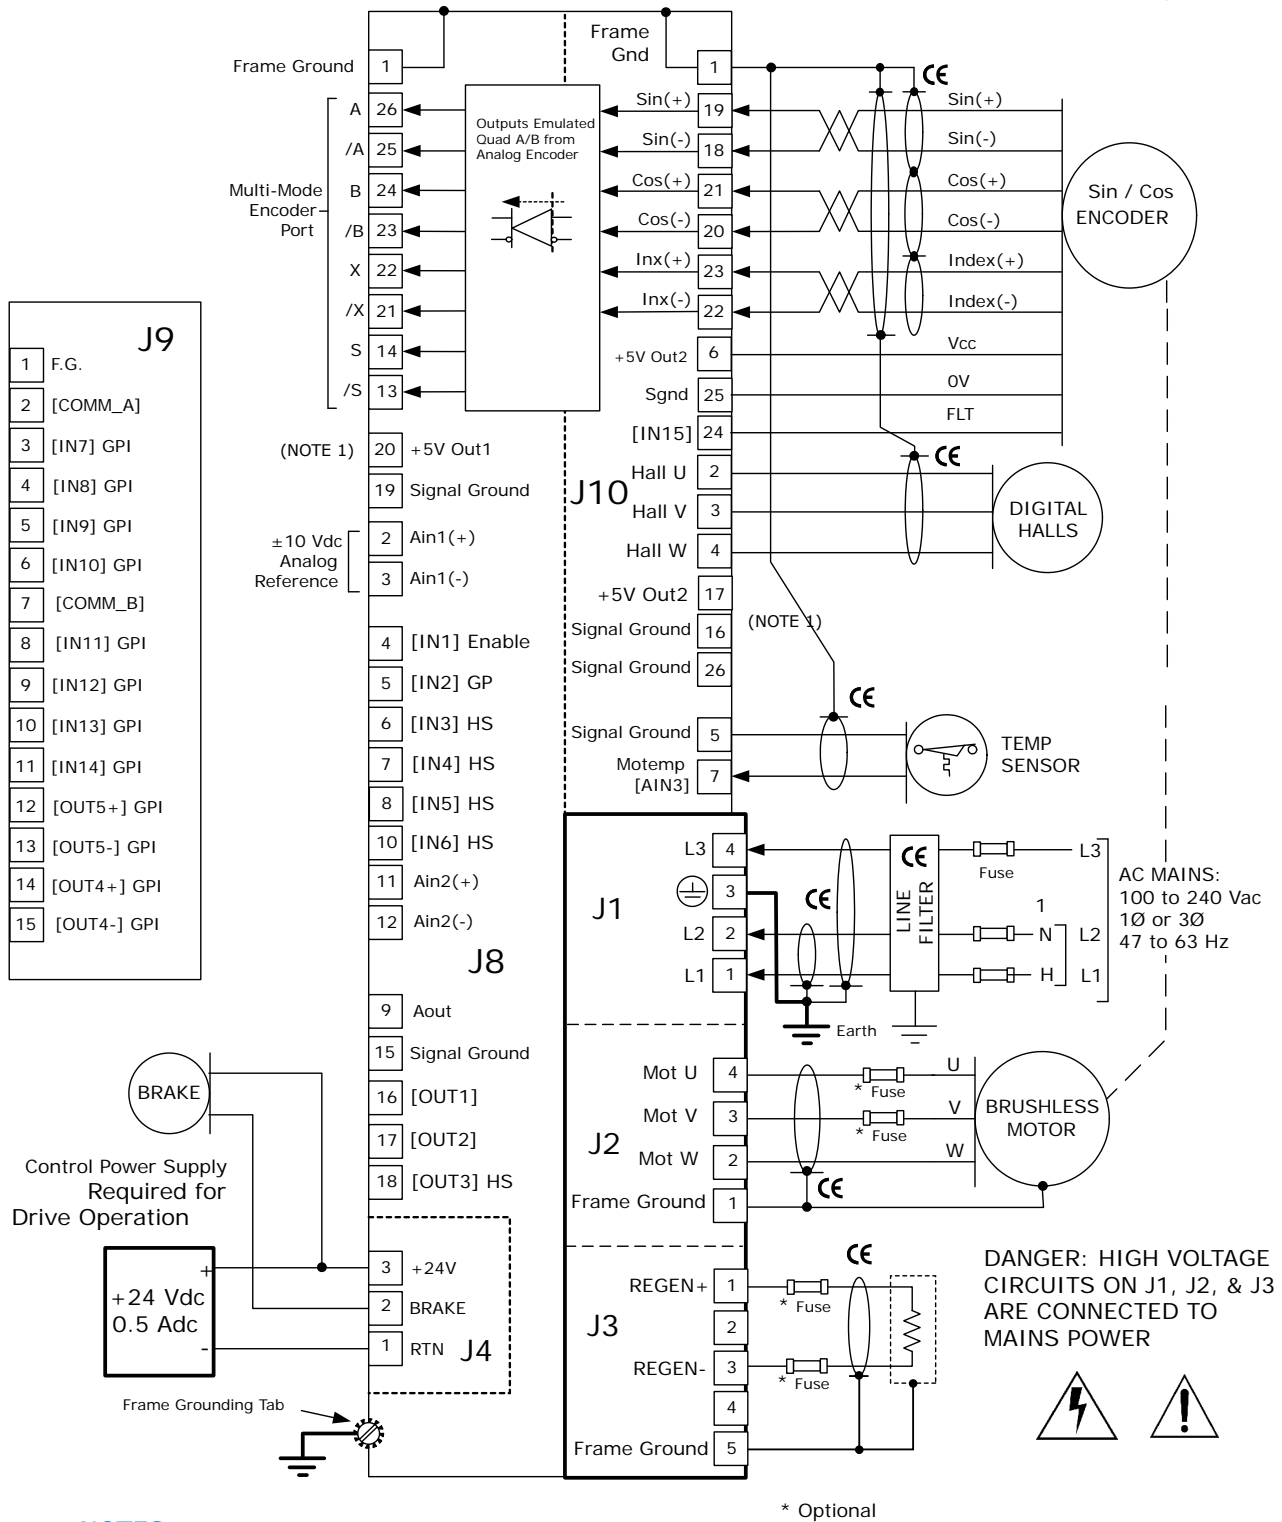 Frame
Gnd
Frame Ground
1
1
CE
A
26
/A
25
B
24
/B
23
X
22
/X
21
S
14
/S
13
Multi-Mode
Encoder
Port
Outputs Emulated
Quad A/B from
Analog Encoder
Sin(+)
19
Sin(+)
Sin(-)
18
Sin(-)
Cos(+)
21
Cos(+)
Cos(-)
20
Cos(-)
Inx(+)
23
Index(+)
Inx(-)
22
Index(-)
Sin / Cos
ENCODER
+5V Out2
6
Vcc
Sgnd
25
0V
[IN15]
24
FLT
J9
1
F.G.
2
[COMM_A]
3
[IN7] GPI
4
[IN8] GPI
5
[IN9] GPI
6
[IN10] GPI
7
[COMM_B]
8
[IN11] GPI
9
[IN12] GPI
10
[IN13] GPI
11
[IN14] GPI
12
[OUT5+] GPI
13
[OUT5-] GPI
14
[OUT4+] GPI
15
[OUT4-] GPI
(NOTE 1)
20
+5V Out1
19
Signal Ground
±10 Vdc
Analog
Reference
2
Ain1(+)
3
Ain1(-)
4
[IN1] Enable
5
[IN2] GP
6
[IN3] HS
7
[IN4] HS
8
[IN5] HS
10
[IN6] HS
11
Ain2(+)
12
Ain2(-)
J8
9
Aout
15
Signal Ground
16
[OUT1]
17
[OUT2]
18
[OUT3] HS
J10
Hall U
2
Hall V
3
Hall W
4
CE
DIGITAL
HALLS
+5V Out2
17
Signal Ground
16
(NOTE 1)
Signal Ground
26
CE
Signal Ground
5
Motemp
[AIN3]
7
TEMP
SENSOR
J1
L3
4
3
L2
2
L1
1
CE
CE
LINE
FILTER
Fuse
L3
1
N
L2
H
L1
AC MAINS:
100 to 240 Vac
1Ø or 3Ø
47 to 63 Hz
Earth
J2
Mot U
4
* Fuse
U
Mot V
3
* Fuse
V
Mot W
2
W
Frame Ground
1
CE
BRUSHLESS
MOTOR
BRAKE
Control Power Supply
Required for
Drive Operation
+
+24 Vdc
0.5 Adc
-
3
+24V
2
BRAKE
1
RTN
J4
Frame Grounding Tab
J3
CE
REGEN+
1
* Fuse
2
REGEN-
3
* Fuse
4
Frame Ground
5
DANGER: HIGH VOLTAGE
CIRCUITS ON J1, J2, & J3
ARE CONNECTED TO
MAINS POWER
* Optional